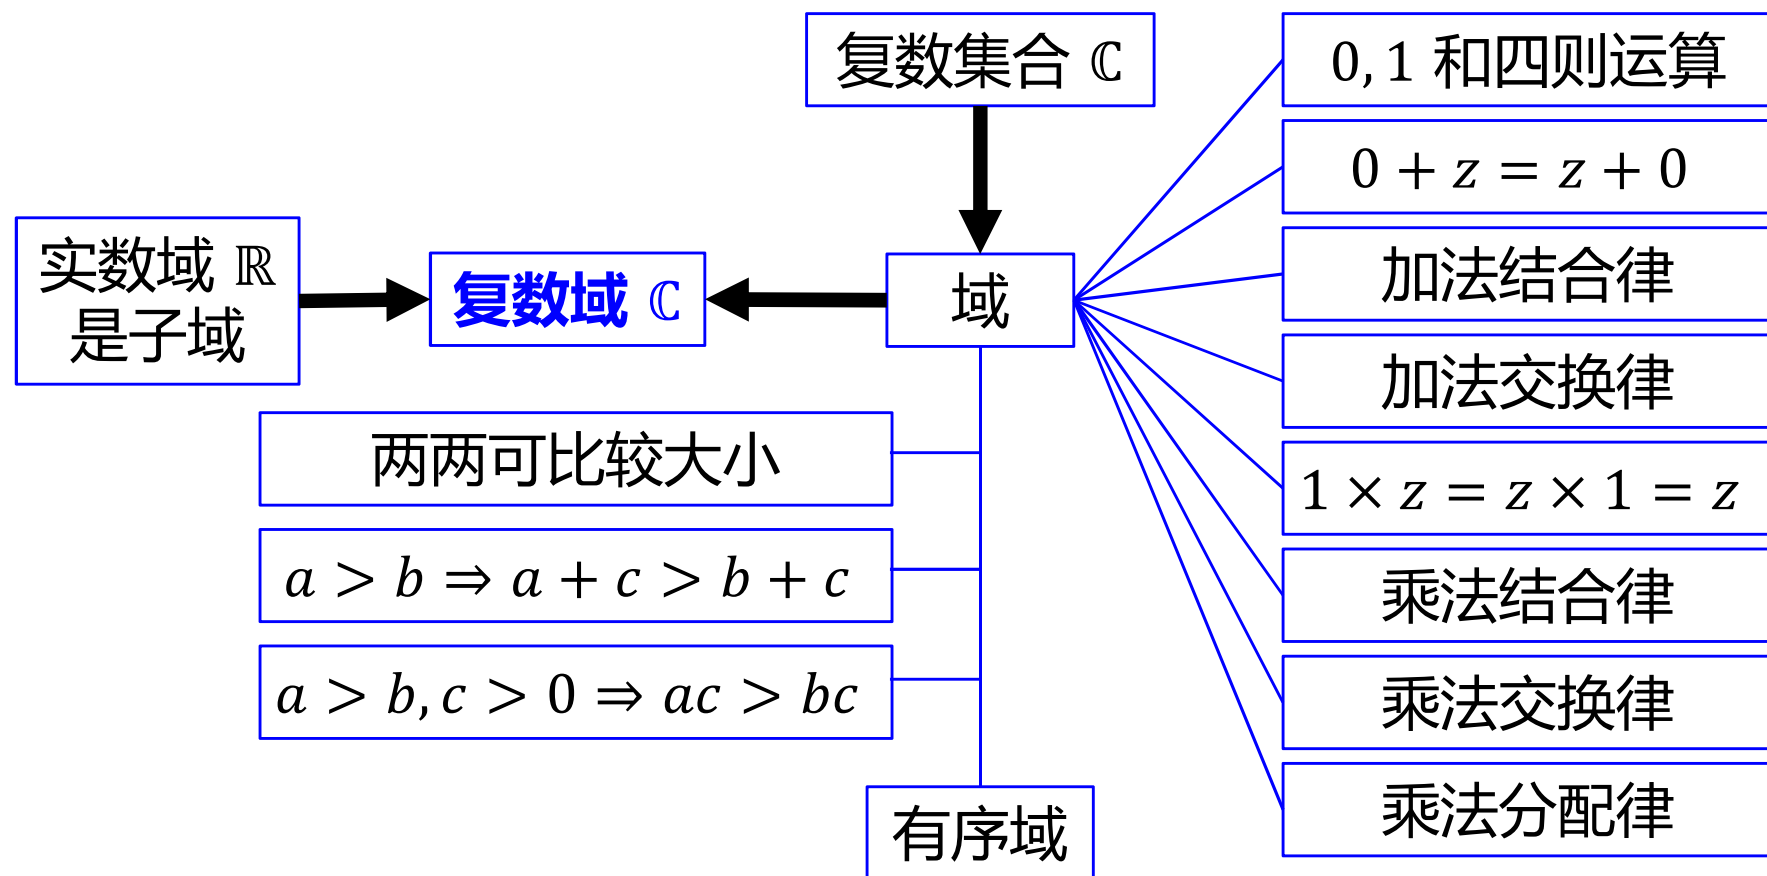 复数集合 ℂ
实数域 ℝ
是子域
复数域 ℂ
域
两两可比较大小
a > b ⇒ a + c > b + c
a > b, c > 0 ⇒ ac > bc
有序域
0, 1 和四则运算
0 + z = z + 0
加法结合律
加法交换律
1 × z = z × 1 = z
乘法结合律
乘法交换律
乘法分配律